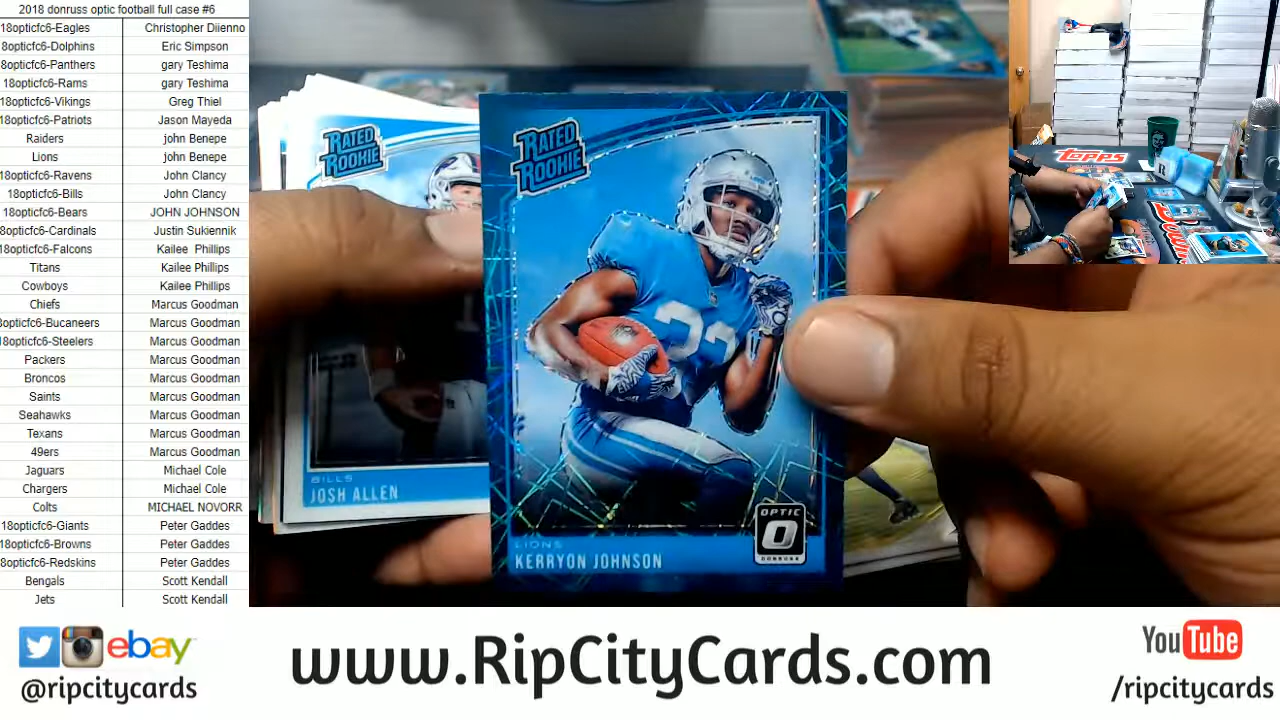 2018 donruss optic football full case #6
18opticfc6-Eagles Christopher Diienno
8opticfc6-Dolphins Eric Simpson
8opticfc6-Panthers gary Teshima
18opticfc6-Rams gary Teshima
18opticfc6-Vikings Greg Thiel
18opticfc6-Patriots Jason Mayeda
Raiders john Benepe
Lions john Benepe
18opticfc6-Ravens John Clancy
18opticfc6-Bills John Clancy
18opticfc6-Bears JOHN JOHNSON
8opticfc6-Cardinals Justin Sukiennik
18opticfc6-Falcons Kailee Phillips
Titans Kailee Phillips
Cowboys Kailee Phillips
Chiefs Marcus Goodman
8opticfc6-Bucaneers Marcus Goodman
18opticfc6-Steelers Marcus Goodman
Packers Marcus Goodman
Broncos Marcus Goodman
Saints Marcus Goodman
Seahawks Marcus Goodman
Texans Marcus Goodman
49ers Marcus Goodman
Jaguars Michael Cole
Chargers Michael Cole
Colts MICHAEL NOVORR
18opticfc6-Giants Peter Gaddes
18opticfc6-Browns Peter Gaddes
8opticfc6-Redskins Peter Gaddes
Bengals Scott Kendall
Jets Scott Kendall
RATED
ROOKIE
BILLS
JOSH ALLEN
RATED
ROOKIE
33
OPTIC
O
DONRUSS
LIONS
KERRYON JOHNSON
topps
ebay
@ripcitycards
www.RipCityCards.com
YouTube
/ripcitycards